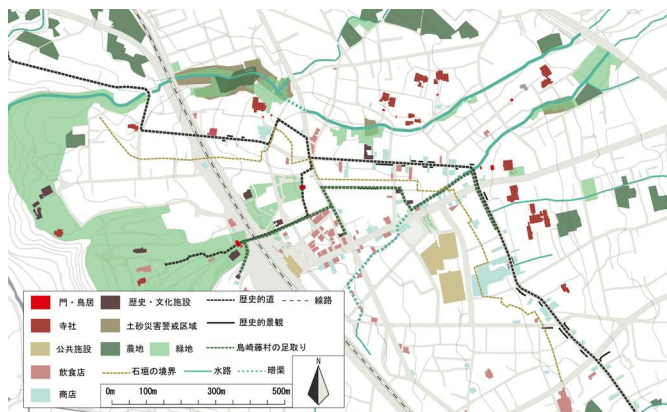 門・鳥居 歴史・文化施設 歴史的道 線路
寺社 土砂災害警戒区域 歴史的景観
公共施設 農地 緑地 島崎藤村の足取り
飲食店 石垣の境界 水路 暗渠
商店 0m 100m 300m 500m
N